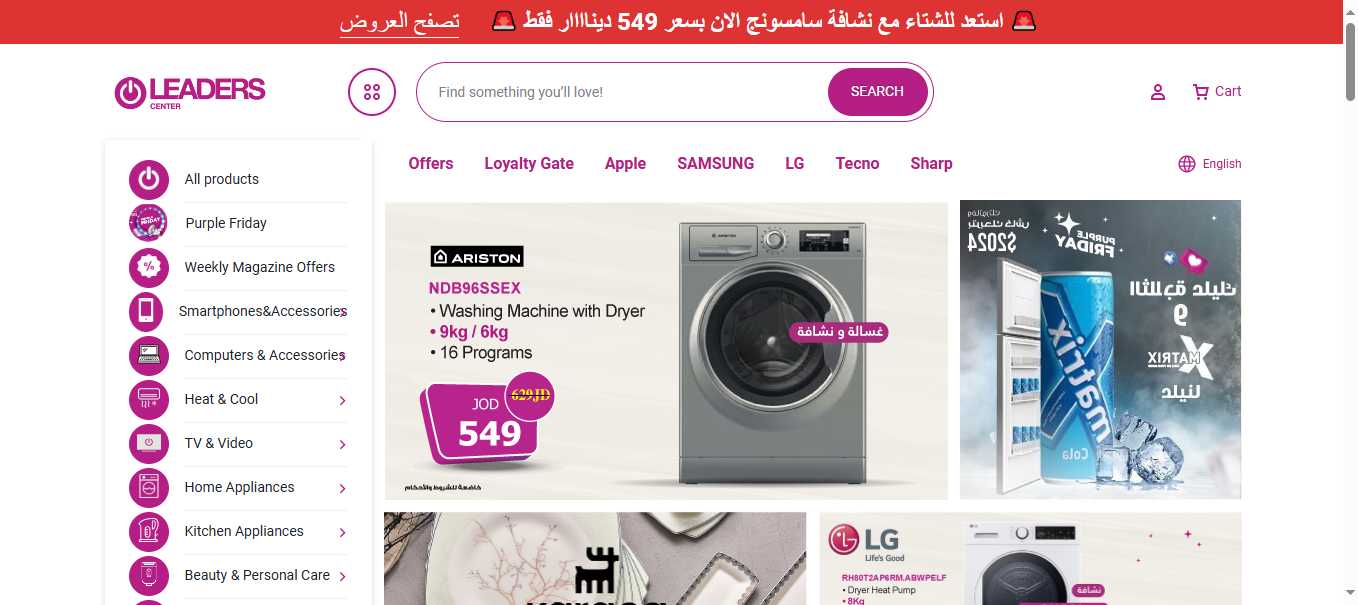 🚨 استعد للشتاء مع نشافة سامسونج الان بسعر 549 ديناااار فقط 🚨 تصفح العروض
LEADERS
CENTER
Find something you'll love!
SEARCH
Cart
Offers Loyalty Gate Apple SAMSUNG LG Tecno Sharp
English
All products
Purple Friday
Weekly Magazine Offers
Smartphones&Accessories
Computers & Accessories
Heat & Cool
TV & Video
Home Appliances
Kitchen Appliances
Beauty & Personal Care
ARISTON
NDB96SSEX
• Washing Machine with Dryer
• 9kg / 6kg
• 16 Programs
JOD
549
629JD
غسالة و نشافة
خاضعة للشروط والأحكام
ARISTON
PURPLE
FRIDAY
$2024
و
MATRIX
matrix
Cola
LG
Life's Good
RH80T2AP6RM.ABWPELF
• Dryer Heat Pump
• 8Kg
نشافة